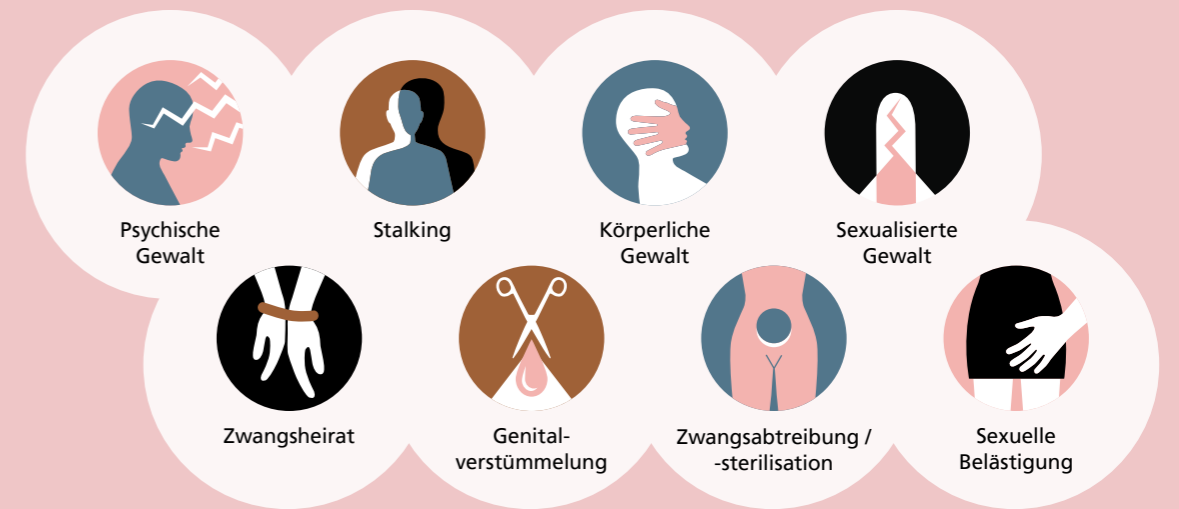 Psychische
Gewalt
Stalking
Körperliche
Gewalt
Sexualisierte
Gewalt
Zwangsheirat
Genital-
verstümmelung
Zwangsabtreibung /
-sterilisation
Sexuelle
Belästigung